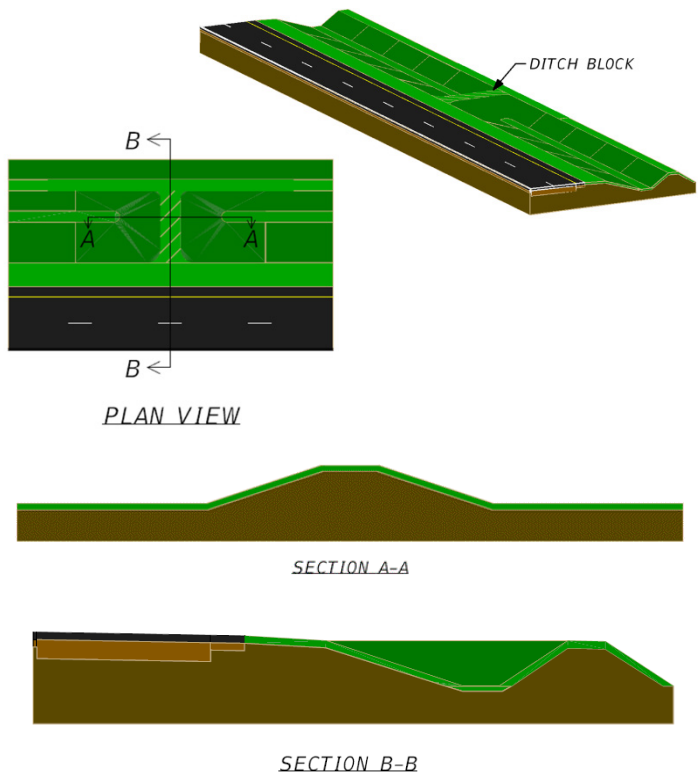 DITCH BLOCK
B
A
A
B
PLAN VIEW
SECTION A-A
SECTION B-B